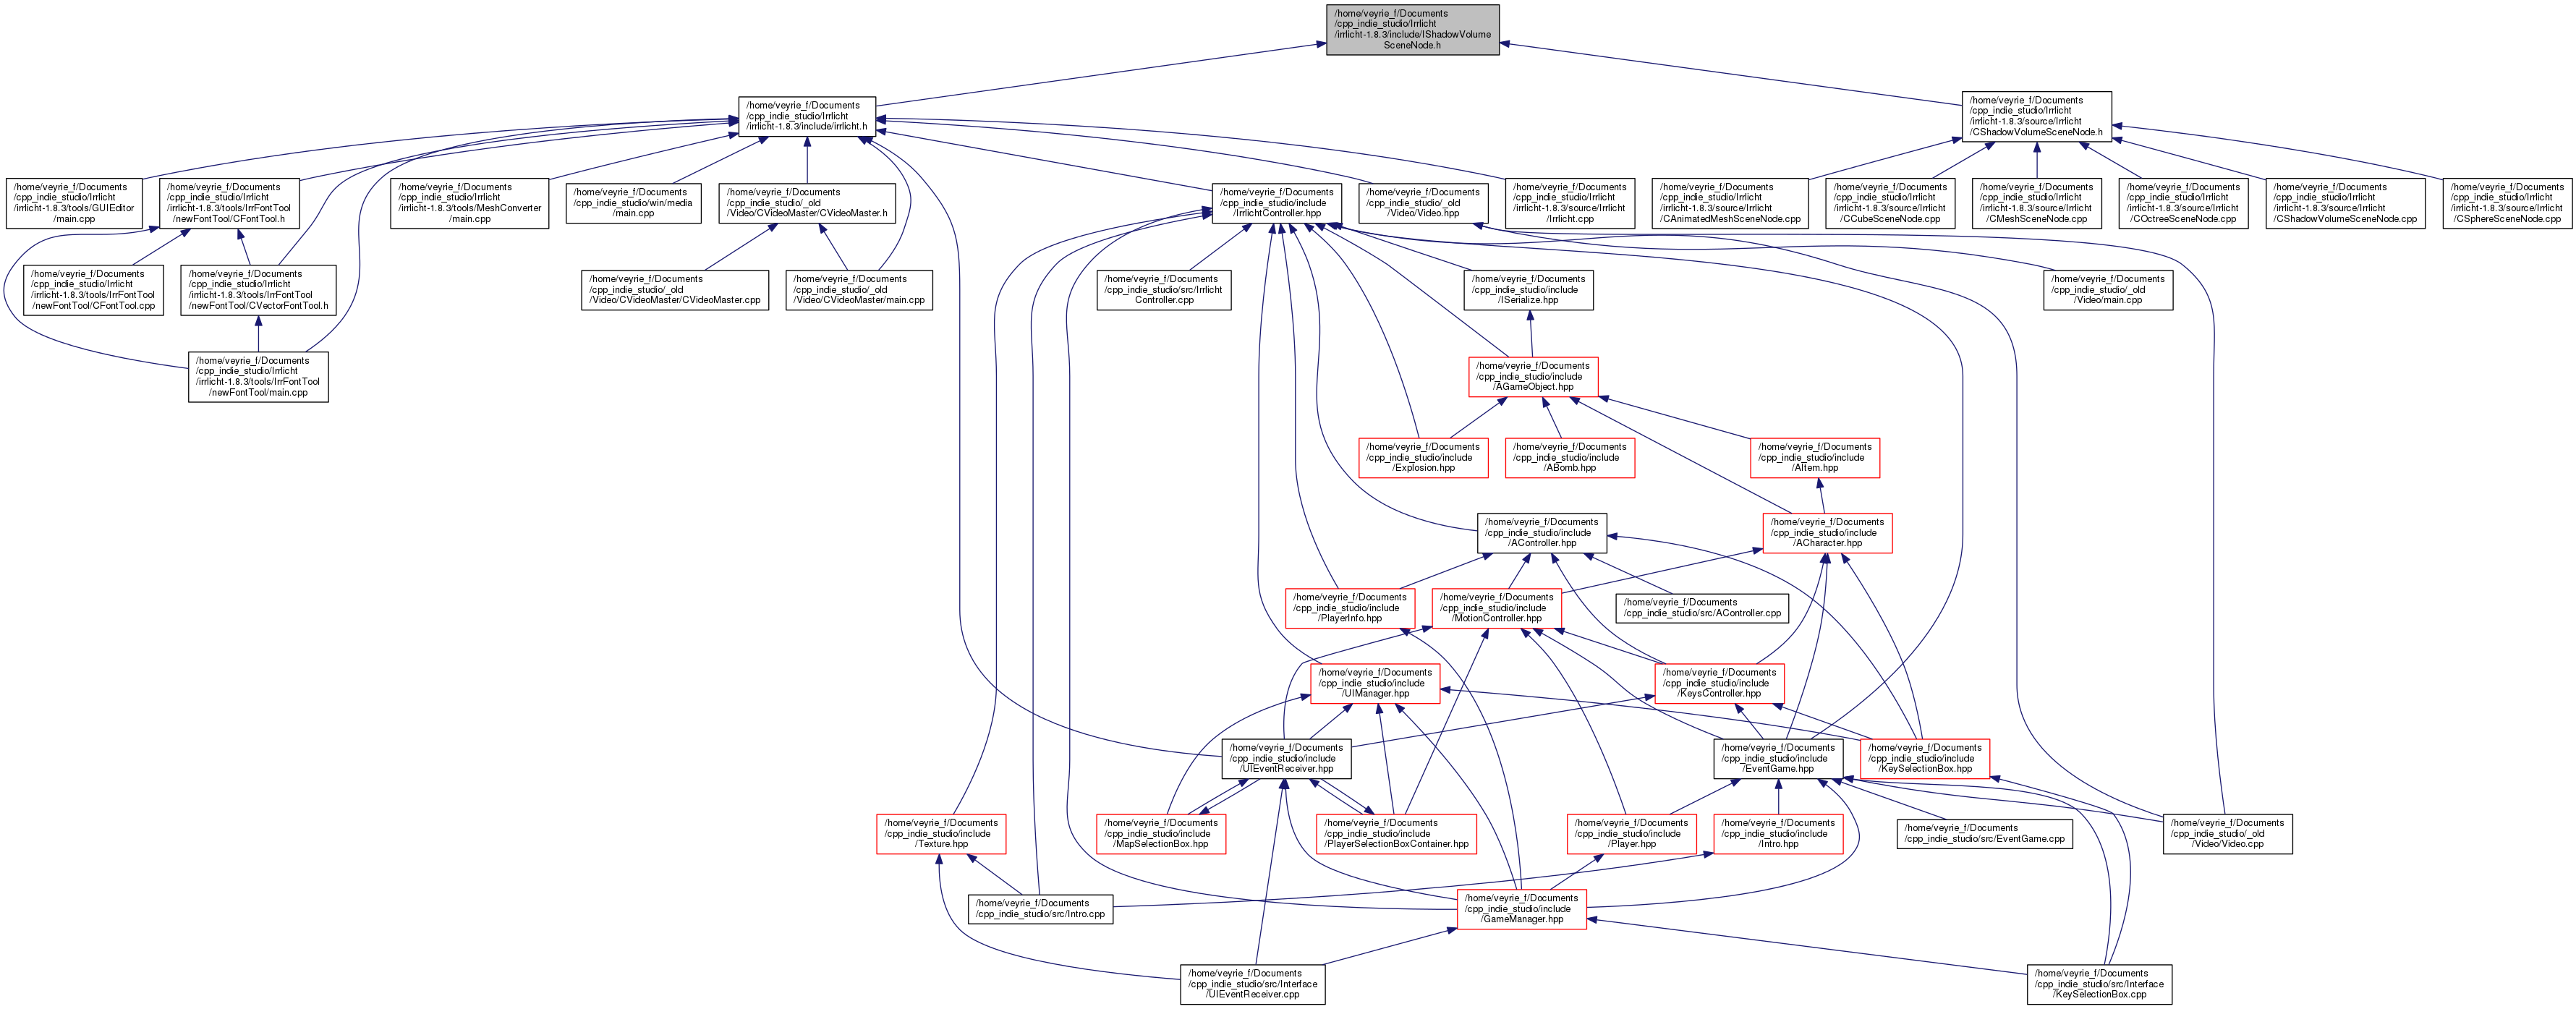 /home/veyrie_f/Documents
/cpp_indie_studio/Irrlicht
/irrlicht-1.8.3/include/IShadowVolume
SceneNode.h
/home/veyrie_f/Documents
/cpp_indie_studio/Irrlicht
/irrlicht-1.8.3/include/irrlicht.h
/home/veyrie_f/Documents
/cpp_indie_studio/Irrlicht
/irrlicht-1.8.3/source/Irrlicht
/CShadowVolumeSceneNode.h
/home/veyrie_f/Documents
/cpp_indie_studio/Irrlicht
/irrlicht-1.8.3/tools/GUIEditor
/main.cpp
/home/veyrie_f/Documents
/cpp_indie_studio/Irrlicht
/irrlicht-1.8.3/tools/IrrFontTool
/newFontTool/CFontTool.h
/home/veyrie_f/Documents
/cpp_indie_studio/Irrlicht
/irrlicht-1.8.3/tools/MeshConverter
/main.cpp
/home/veyrie_f/Documents
/cpp_indie_studio/win/media
/main.cpp
/home/veyrie_f/Documents
/cpp_indie_studio/_old
/Video/CVideoMaster/CVideoMaster.h
/home/veyrie_f/Documents
/cpp_indie_studio/include
/IrrlichtController.hpp
/home/veyrie_f/Documents
/cpp_indie_studio/_old
/Video/Video.hpp
/home/veyrie_f/Documents
/cpp_indie_studio/Irrlicht
/irrlicht-1.8.3/source/Irrlicht
/Irrlicht.cpp
/home/veyrie_f/Documents
/cpp_indie_studio/Irrlicht
/irrlicht-1.8.3/source/Irrlicht
/CAnimatedMeshSceneNode.cpp
/home/veyrie_f/Documents
/cpp_indie_studio/Irrlicht
/irrlicht-1.8.3/source/Irrlicht
/CCubeSceneNode.cpp
/home/veyrie_f/Documents
/cpp_indie_studio/Irrlicht
/irrlicht-1.8.3/source/Irrlicht
/CMeshSceneNode.cpp
/home/veyrie_f/Documents
/cpp_indie_studio/Irrlicht
/irrlicht-1.8.3/source/Irrlicht
/COctreeSceneNode.cpp
/home/veyrie_f/Documents
/cpp_indie_studio/Irrlicht
/irrlicht-1.8.3/source/Irrlicht
/CShadowVolumeSceneNode.cpp
/home/veyrie_f/Documents
/cpp_indie_studio/Irrlicht
/irrlicht-1.8.3/source/Irrlicht
/CSphereSceneNode.cpp
/home/veyrie_f/Documents
/cpp_indie_studio/Irrlicht
/irrlicht-1.8.3/tools/IrrFontTool
/newFontTool/CFontTool.cpp
/home/veyrie_f/Documents
/cpp_indie_studio/Irrlicht
/irrlicht-1.8.3/tools/IrrFontTool
/newFontTool/CVectorFontTool.h
/home/veyrie_f/Documents
/cpp_indie_studio/_old
/Video/CVideoMaster/CVideoMaster.cpp
/home/veyrie_f/Documents
/cpp_indie_studio/_old
/Video/CVideoMaster/main.cpp
/home/veyrie_f/Documents
/cpp_indie_studio/src/Irrlicht
Controller.cpp
/home/veyrie_f/Documents
/cpp_indie_studio/include
/ISerialize.hpp
/home/veyrie_f/Documents
/cpp_indie_studio/_old
/Video/main.cpp
/home/veyrie_f/Documents
/cpp_indie_studio/Irrlicht
/irrlicht-1.8.3/tools/IrrFontTool
/newFontTool/main.cpp
/home/veyrie_f/Documents
/cpp_indie_studio/include
/AGameObject.hpp
/home/veyrie_f/Documents
/cpp_indie_studio/include
/Explosion.hpp
/home/veyrie_f/Documents
/cpp_indie_studio/include
/ABomb.hpp
/home/veyrie_f/Documents
/cpp_indie_studio/include
/AItem.hpp
/home/veyrie_f/Documents
/cpp_indie_studio/include
/AController.hpp
/home/veyrie_f/Documents
/cpp_indie_studio/include
/ACharacter.hpp
/home/veyrie_f/Documents
/cpp_indie_studio/include
/PlayerInfo.hpp
/home/veyrie_f/Documents
/cpp_indie_studio/include
/MotionController.hpp
/home/veyrie_f/Documents
/cpp_indie_studio/src/AController.cpp
/home/veyrie_f/Documents
/cpp_indie_studio/include
/UIManager.hpp
/home/veyrie_f/Documents
/cpp_indie_studio/include
/KeysController.hpp
/home/veyrie_f/Documents
/cpp_indie_studio/include
/UIEventReceiver.hpp
/home/veyrie_f/Documents
/cpp_indie_studio/include
/EventGame.hpp
/home/veyrie_f/Documents
/cpp_indie_studio/include
/KeySelectionBox.hpp
/home/veyrie_f/Documents
/cpp_indie_studio/include
/Texture.hpp
/home/veyrie_f/Documents
/cpp_indie_studio/include
/MapSelectionBox.hpp
/home/veyrie_f/Documents
/cpp_indie_studio/include
/PlayerSelectionBoxContainer.hpp
/home/veyrie_f/Documents
/cpp_indie_studio/include
/Player.hpp
/home/veyrie_f/Documents
/cpp_indie_studio/include
/Intro.hpp
/home/veyrie_f/Documents
/cpp_indie_studio/src/EventGame.cpp
/home/veyrie_f/Documents
/cpp_indie_studio/_old
/Video/Video.cpp
/home/veyrie_f/Documents
/cpp_indie_studio/src/Intro.cpp
/home/veyrie_f/Documents
/cpp_indie_studio/include
/GameManager.hpp
/home/veyrie_f/Documents
/cpp_indie_studio/src/Interface
/UIEventReceiver.cpp
/home/veyrie_f/Documents
/cpp_indie_studio/src/Interface
/KeySelectionBox.cpp